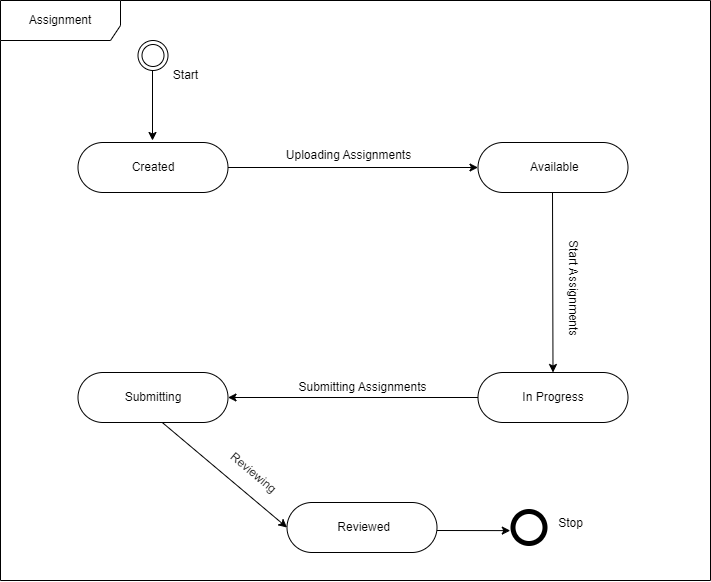 Assignment
Start
Created
Uploading Assignments
Available
Start Assignments
Submitting
Submitting Assignments
In Progress
Reviewing
Reviewed
Stop